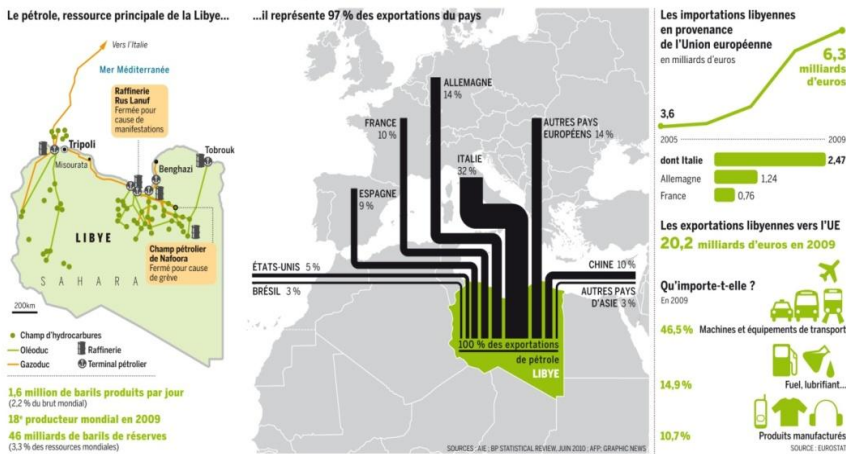 Le pétrole, ressource principale de la Libye...
Vers l'Italie
Mer Méditerranée
Raffinerie
Rus Lanuf
Fermée pour
cause de
manifestations
Tripoli
Misourata
Benghazi
Tobrouk
LIBYE
Champ pétrolier
de Nafoora
Fermé pour cause
de grève
SAHARA
200km
Champ d'hydrocarbures
Oléoduc
Raffinerie
Gazoduc
Terminal pétrolier
1,6 million de barils produits par jour
(2,2 % du brut mondial)
18e producteur mondial en 2009
46 milliards de barils de réserves
(3,3 % des ressources mondiales)
...il représente 97 % des exportations du pays
ALLEMAGNE
14 %
FRANCE
10 %
AUTRES PAYS
EUROPÉENS 14 %
ITALIE
32 %
ESPAGNE
9 %
ÉTATS-UNIS 5 %
BRÉSIL 3 %
CHINE 10 %
AUTRES PAYS
D'ASIE 3 %
100 % des exportations
de pétrole
LIBYE
SOURCES : AIE ; BP STATISTICAL REVIEW, JUIN 2010 ; AFP; GRAPHIC NEWS
Les importations libyennes
en provenance
de l'Union européenne
en milliards d'euros
6,3
milliards
d'euros
3,6
2005
2009
dont Italie 2,47
Allemagne 1,24
France 0,76
Les exportations libyennes vers l'UE
20,2 milliards d'euros en 2009
Qu'importe-t-elle ?
En 2009
46,5 % Machines et équipements de transport
14,9 % Fuel, lubrifiant...
10,7 % Produits manufacturés
SOURCE : EUROSTAT